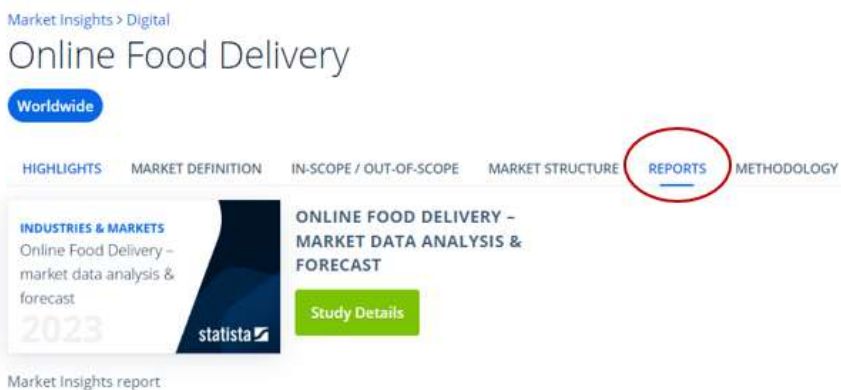 Market Insights > Digital
Online Food Delivery
Worldwide
HIGHLIGHTS MARKET DEFINITION IN-SCOPE / OUT-OF-SCOPE MARKET STRUCTURE REPORTS METHODOLOGY
INDUSTRIES & MARKETS
Online Food Delivery –
market data analysis &
forecast
2023
statista
ONLINE FOOD DELIVERY –
MARKET DATA ANALYSIS &
FORECAST
Study Details
Market Insights report